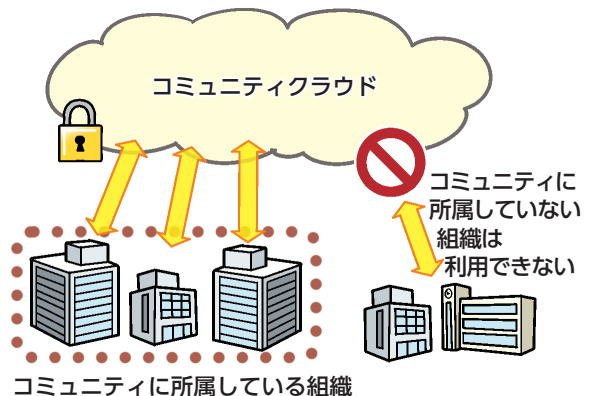 コミュニティクラウド
コミュニティに
所属していない
組織は
利用できない
コミュニティに所属している組織